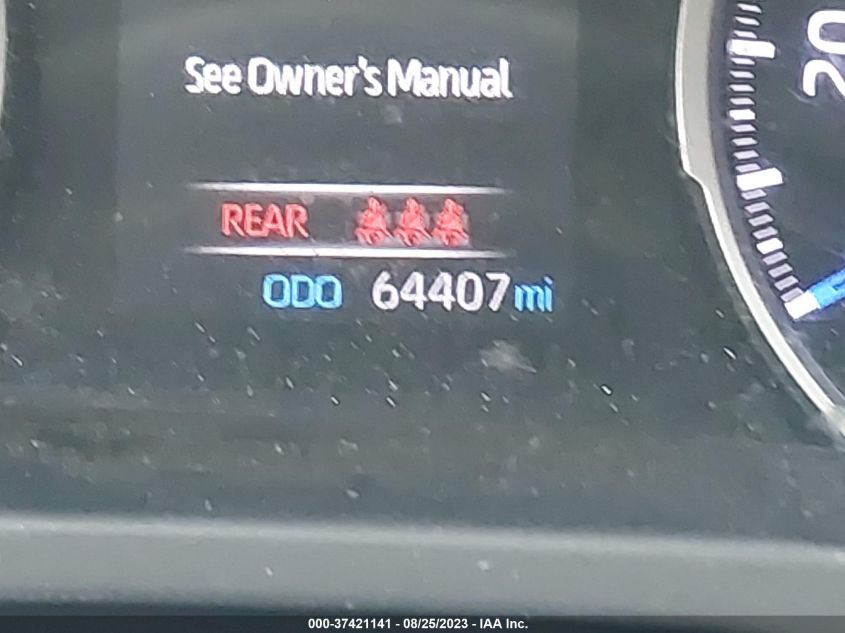 See Owner's Manual
20
REAR
ODO 64407 mi
000-37421141 - 08/25/2023 - IAA Inc.